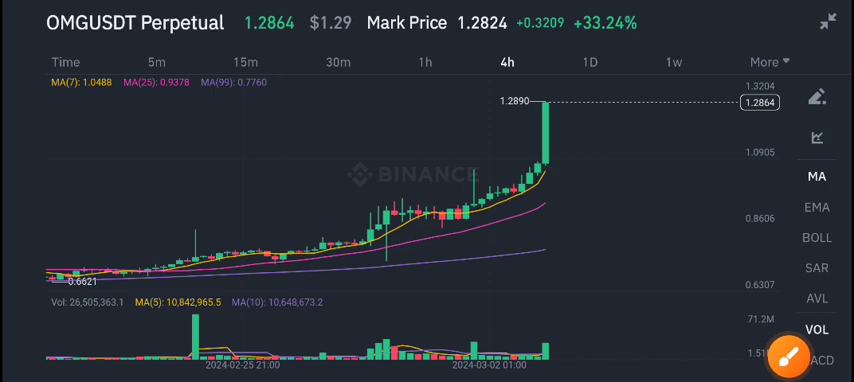 OMGUSDT Perpetual 1.2864 $1.29 Mark Price 1.2824 +0.3209 +33.24%
Time 5m 15m 30m 1h 4h 1D 1w More
MA(7): 1.0488 MA(25): 0.9378 MA(99): 0.7760
1.3204
1.2890
1.2864
1.0905
BINANCE
MA
EMA
0.8606
BOLL
SAR
0.6621
0.6307
AVL
Vol: 26,505,363.1 MA(5): 10,842,965.5 MA(10): 10,648,673.2
71.2M
VOL
2024-02-25 21:00 2024-03-02 01:00